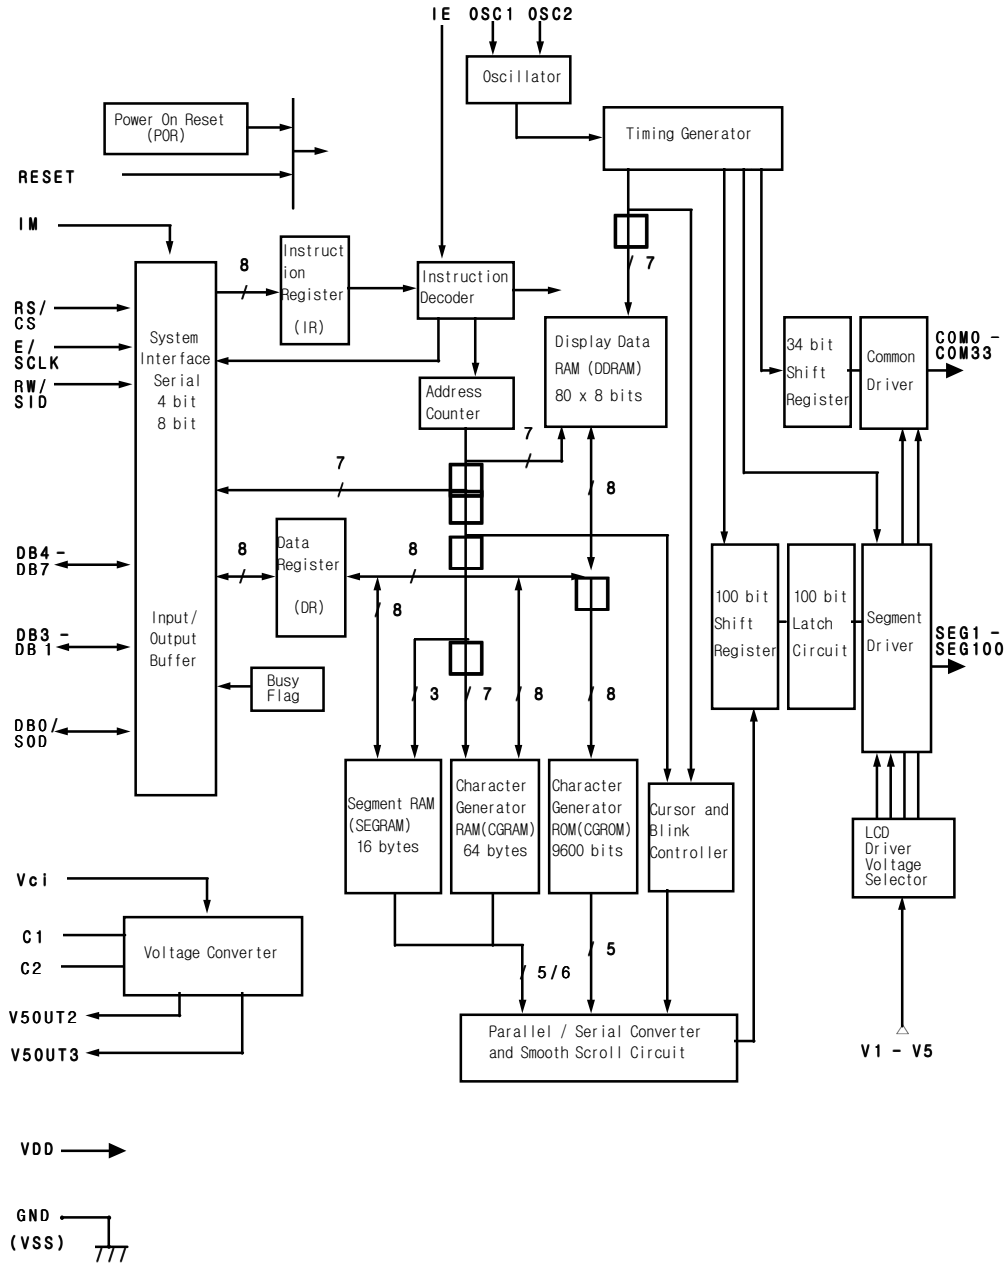 IE OSC1 OSC2
Oscillator
Power On Reset
(POR)
Timing Generator
RESET
IM
8
Instruct
ion
Register
(IR)
Instruction
Decoder
7
RS/
CS
E/
SCLK
RW/
SID
System
Interface
Serial
4 bit
8 bit
Display Data
RAM (DDRAM)
80 x 8 bits
34 bit
Shift
Register
Common
Driver
COM0 -
COM33
Address
Counter
7
7
8
DB4 -
DB7
8
Data
Register
(DR)
8
8
100 bit
Shift
Register
100 bit
Latch
Circuit
Segment
Driver
SEG1 -
SEG100
Input/
Output
Buffer
DB3 -
DB1
Busy
Flag
3
7
8
8
DB0/
SOD
Segment RAM
(SEGRAM)
16 bytes
Character
Generator
RAM(CGRAM)
64 bytes
Character
Generator
ROM(CGROM)
9600 bits
Cursor and
Blink
Controller
LCD
Driver
Voltage
Selector
Vci
C1
C2
Voltage Converter
5/6
5
V5OUT2
V5OUT3
Parallel / Serial Converter
and Smooth Scroll Circuit
V1 - V5
VDD
GND
(VSS)